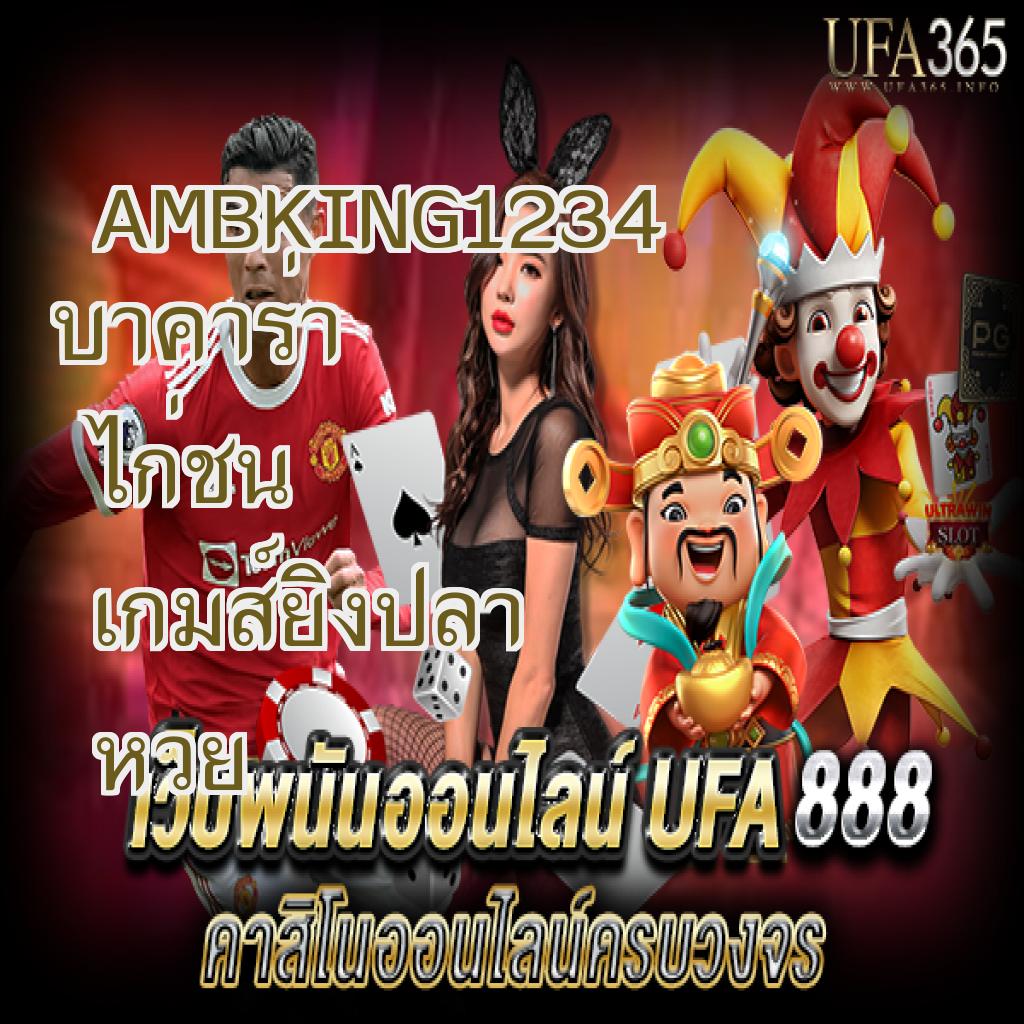 UFA365
WWW.UFA365.INFO
AMBKING1234
บาคาร่า
ไก่ชน
เกมส์ยิงปลา
หวย
PG
A
TeamViewer
ULTRAWIN
SLOT
เว็บพนันออนไลน์ UFA 888
คาสิโนออนไลน์ครบวงจร